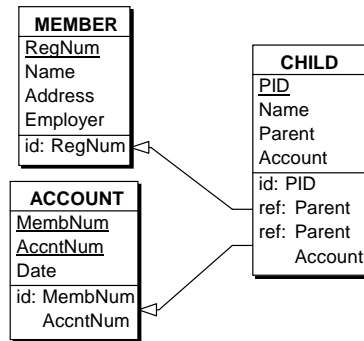 MEMBER
RegNum
Name
Address
Employer
id: RegNum
ACCOUNT
MembNum
AccntNum
Date
id: MembNum
AccntNum
CHILD
PID
Name
Parent
Account
id: PID
ref: Parent
ref: Parent
Account